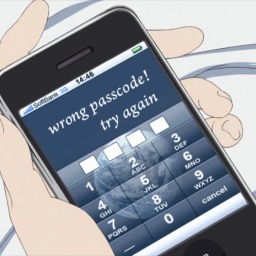 SoftBank 3G 14:46
wrong passcode!
try again
1 2 ABC 3 DEF
4 GHI 5 JKL 6 MNO
7 PQRS 8 TUV 9 WXYZ
0 cancel